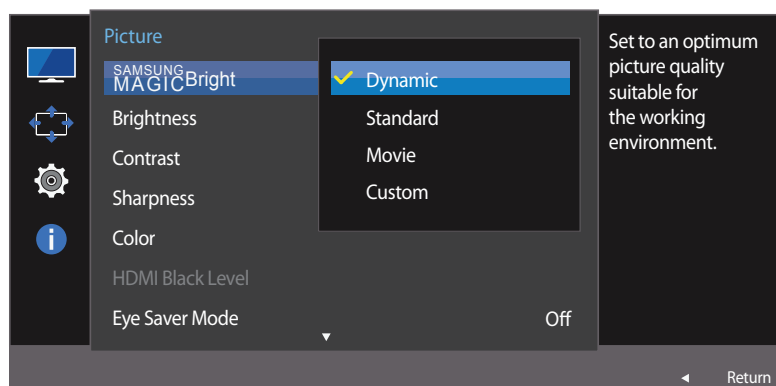 Picture
SAMSUNG
MAGICBright
Brightness
Contrast
Sharpness
Color
HDMI Black Level
Eye Saver Mode
Off
Dynamic
Standard
Movie
Custom
Set to an optimum
picture quality
suitable for
the working
environment.
Return